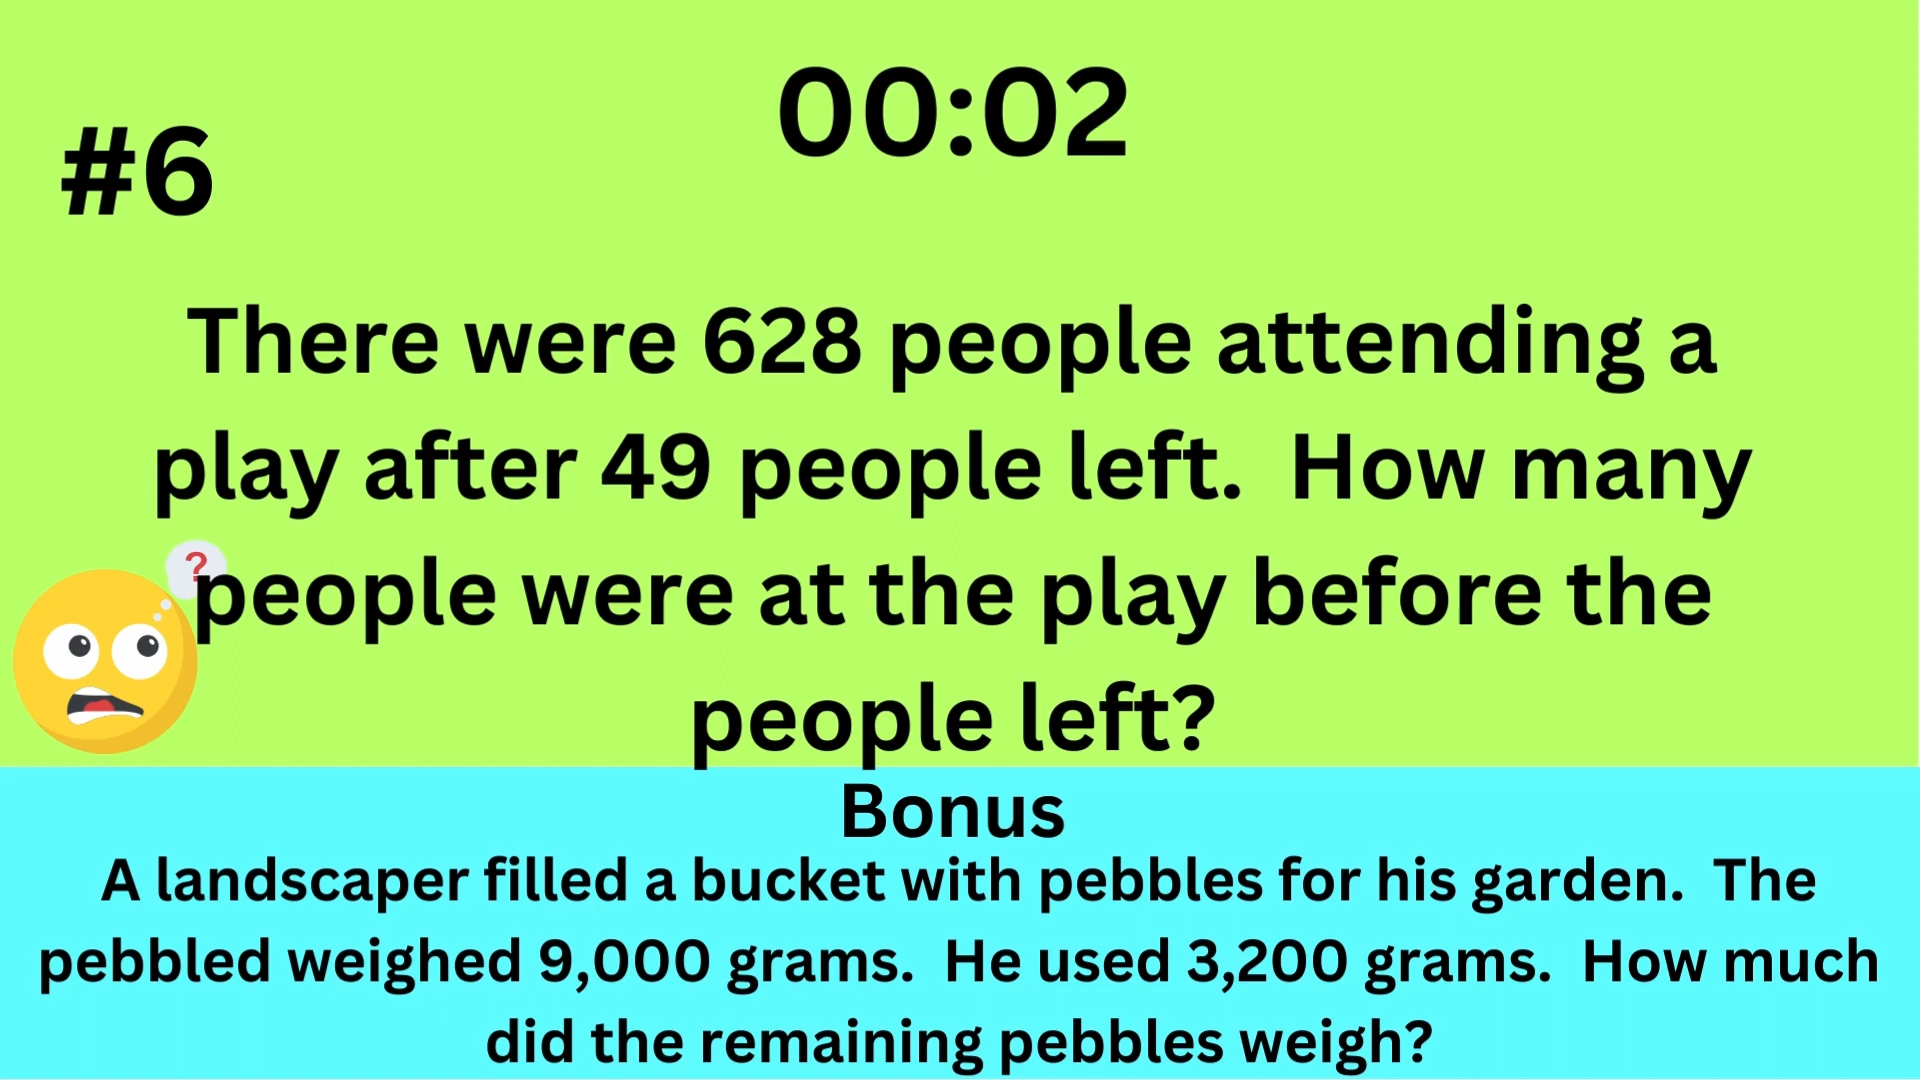 00:02
#6
There were 628 people attending a
play after 49 people left.  How many
people were at the play before the
people left?
?
Bonus
A landscaper filled a bucket with pebbles for his garden.  The
pebbled weighed 9,000 grams.  He used 3,200 grams.  How much
did the remaining pebbles weigh?